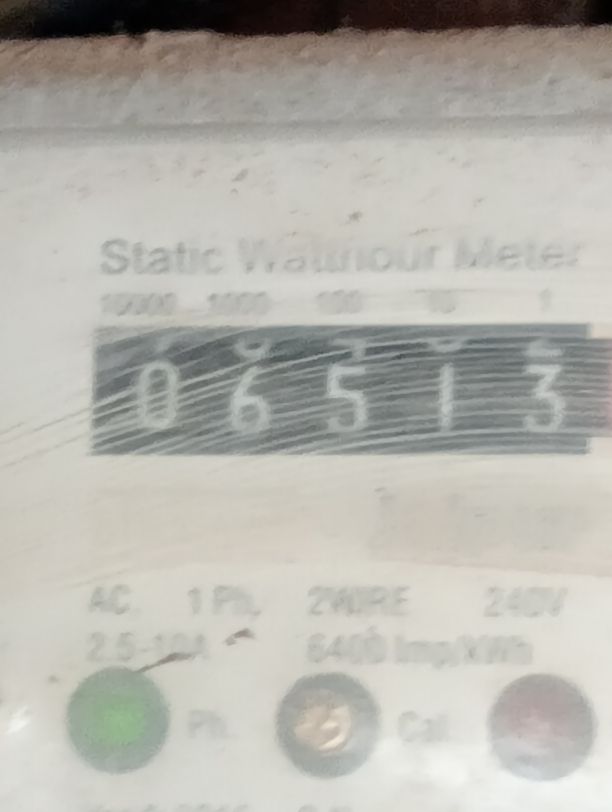 Static Watthour Meter
10000 1000 100 10 1
0 6 5 1 3
AC. 1 Ph. 2WIRE 240V
2.5-10A 6400 Imp/KWh
Ph. Cal.